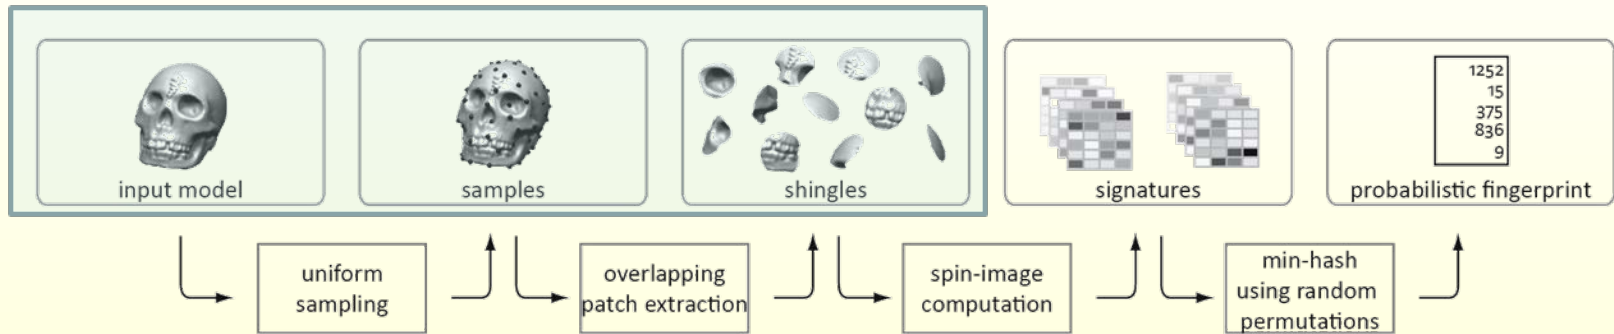 input model
samples
shingles
signatures
1252
15
375
836
9
probabilistic fingerprint
uniform
sampling
overlapping
patch extraction
spin-image
computation
min-hash
using random
permutations